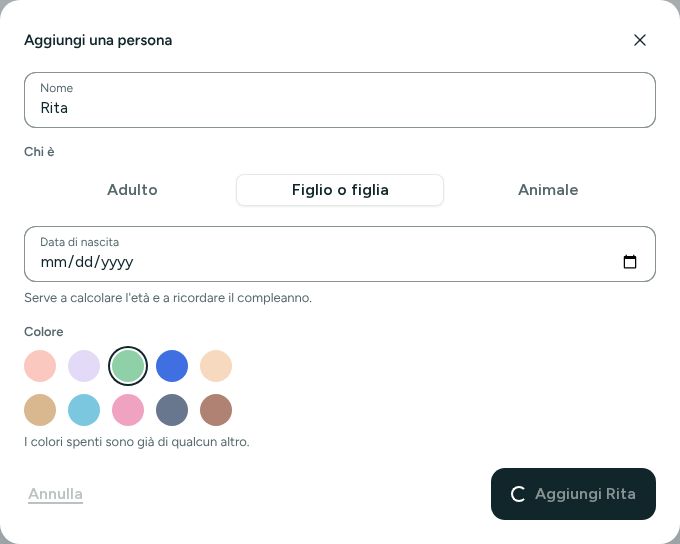 Aggiungi una persona
Nome
Rita
Chi è
Adulto Figlio o figlia Animale
Data di nascita
mm/dd/yyyy
Serve a calcolare l'età e a ricordare il compleanno.
Colore
I colori spenti sono già di qualcun altro.
Annulla Aggiungi Rita